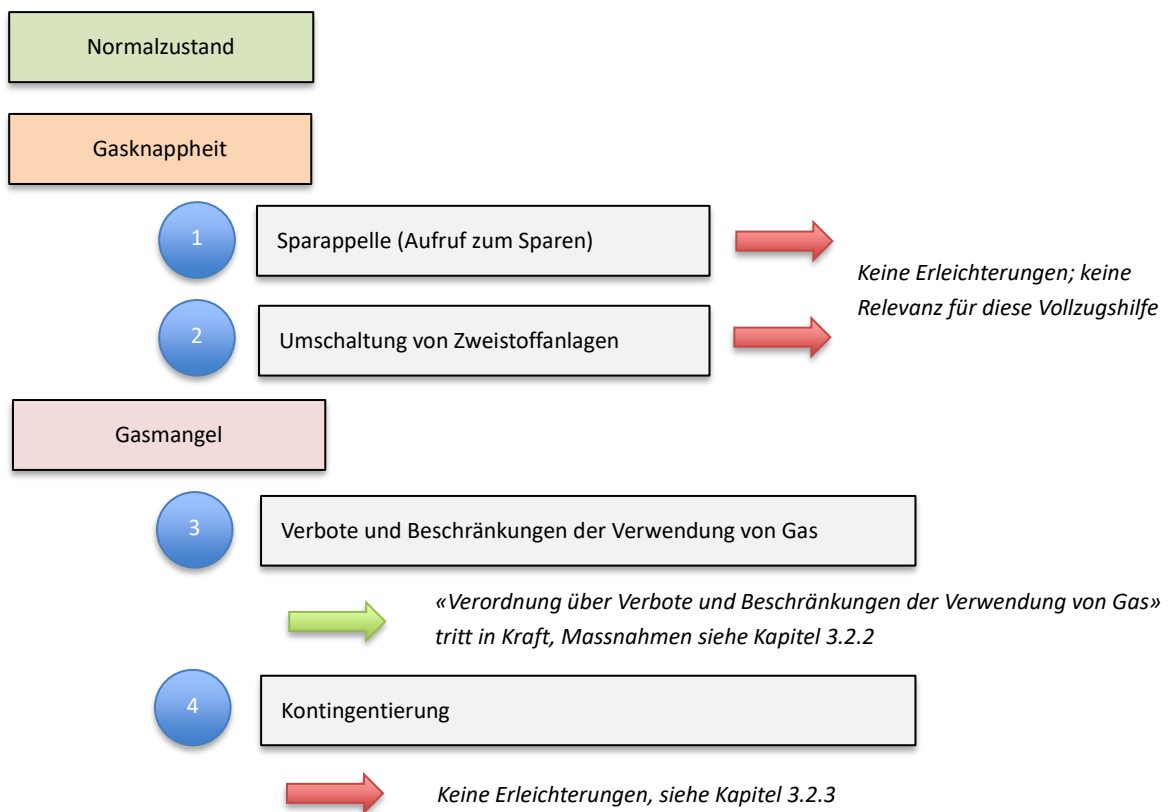 Normalzustand
Gasknappheit
1
Sparappelle (Aufruf zum Sparen)
2
Umschaltung von Zweistoffanlagen
Keine Erleichterungen; keine
Relevanz für diese Vollzugshilfe
Gasmangel
3
Verbote und Beschränkungen der Verwendung von Gas
«Verordnung über Verbote und Beschränkungen der Verwendung von Gas»
tritt in Kraft, Massnahmen siehe Kapitel 3.2.2
4
Kontingentierung
Keine Erleichterungen, siehe Kapitel 3.2.3